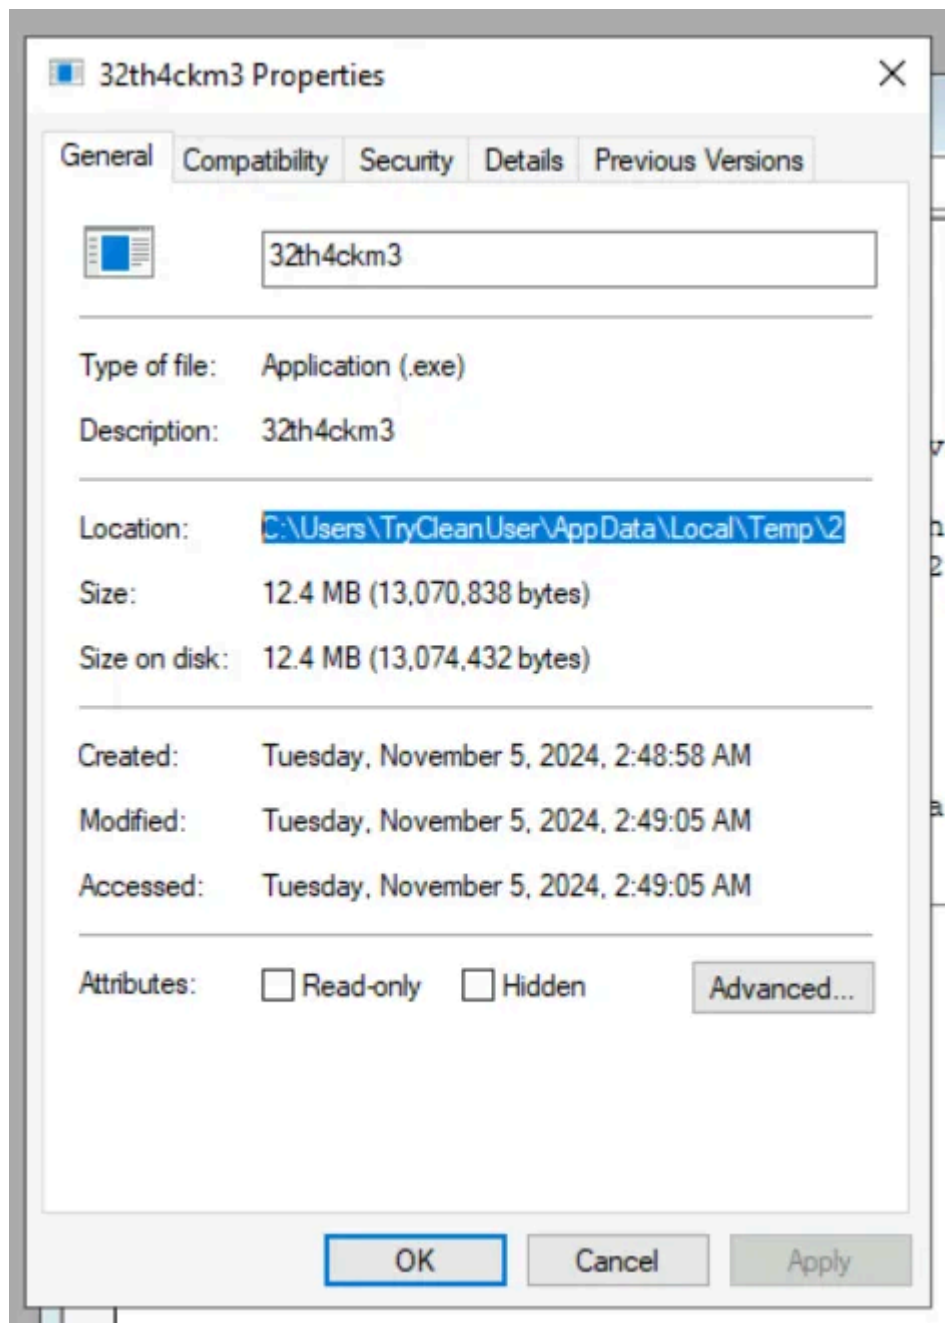 32th4ckm3 Properties
General Compatibility Security Details Previous Versions
32th4ckm3
Type of file: Application (.exe)
Description: 32th4ckm3
Location: C:\Users\TryCleanUser\AppData\Local\Temp\2
Size: 12.4 MB (13,070,838 bytes)
Size on disk: 12.4 MB (13,074,432 bytes)
Created: Tuesday, November 5, 2024, 2:48:58 AM
Modified: Tuesday, November 5, 2024, 2:49:05 AM
Accessed: Tuesday, November 5, 2024, 2:49:05 AM
Attributes: Read-only Hidden Advanced...
OK Cancel Apply